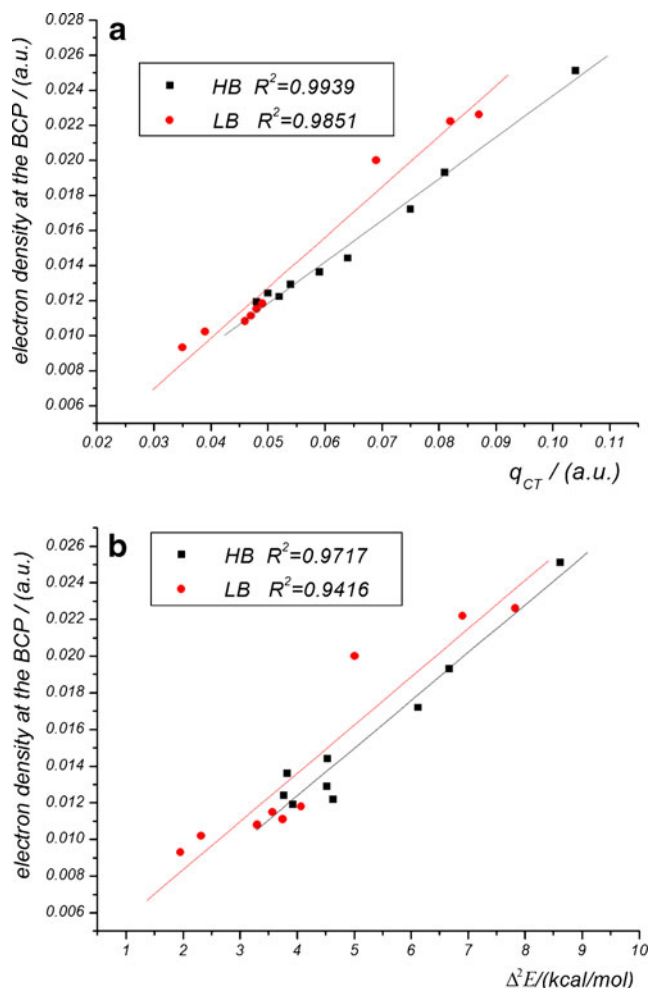 a
0.028
0.026
0.024
0.022
0.020
0.018
0.016
0.014
0.012
0.010
0.008
0.006
HB R²=0.9939
LB R²=0.9851
electron density at the BCP / (a.u.)
0.02 0.03 0.04 0.05 0.06 0.07 0.08 0.09 0.10 0.11
qCT / (a.u.)
b
0.026
0.024
0.022
0.020
0.018
0.016
0.014
0.012
0.010
0.008
0.006
HB R²=0.9717
LB R²=0.9416
electron density at the BCP / (a.u.)
1 2 3 4 5 6 7 8 9 10
Δ²E/(kcal/mol)